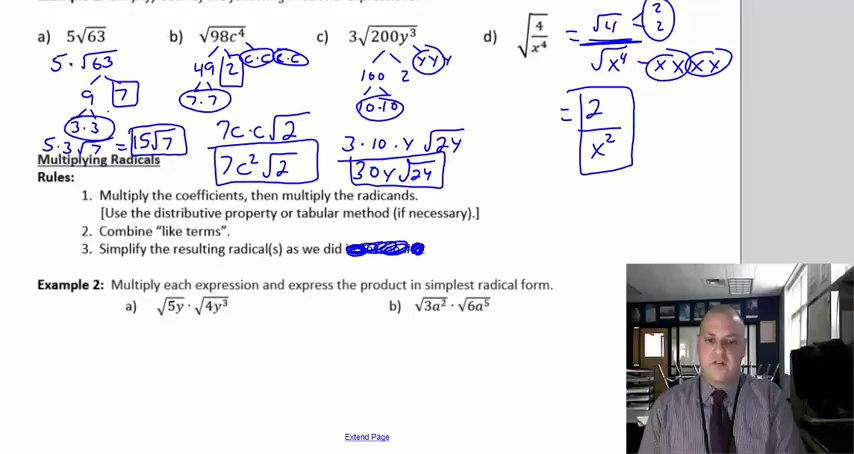 a) 5√63 b) √98c⁴ c) 3√200y³ d) √4/x⁴ = √4/√x⁴ 2 2 x x x x
5·√63 49 2 c·c c·c 100 2 y y y
9 7 7·7 10·10
3·3
= 2/x²
5·3√7 = 15√7 7c·c√2 3·10·y√2y
7c²√2 30y√2y
Multiplying Radicals
Rules:
1. Multiply the coefficients, then multiply the radicands.
[Use the distributive property or tabular method (if necessary).]
2. Combine “like terms”.
3. Simplify the resulting radical(s) as we did
Example 2: Multiply each expression and express the product in simplest radical form.
a) √5y · √4y³ b) √3a² · √6a⁵
Extend Page